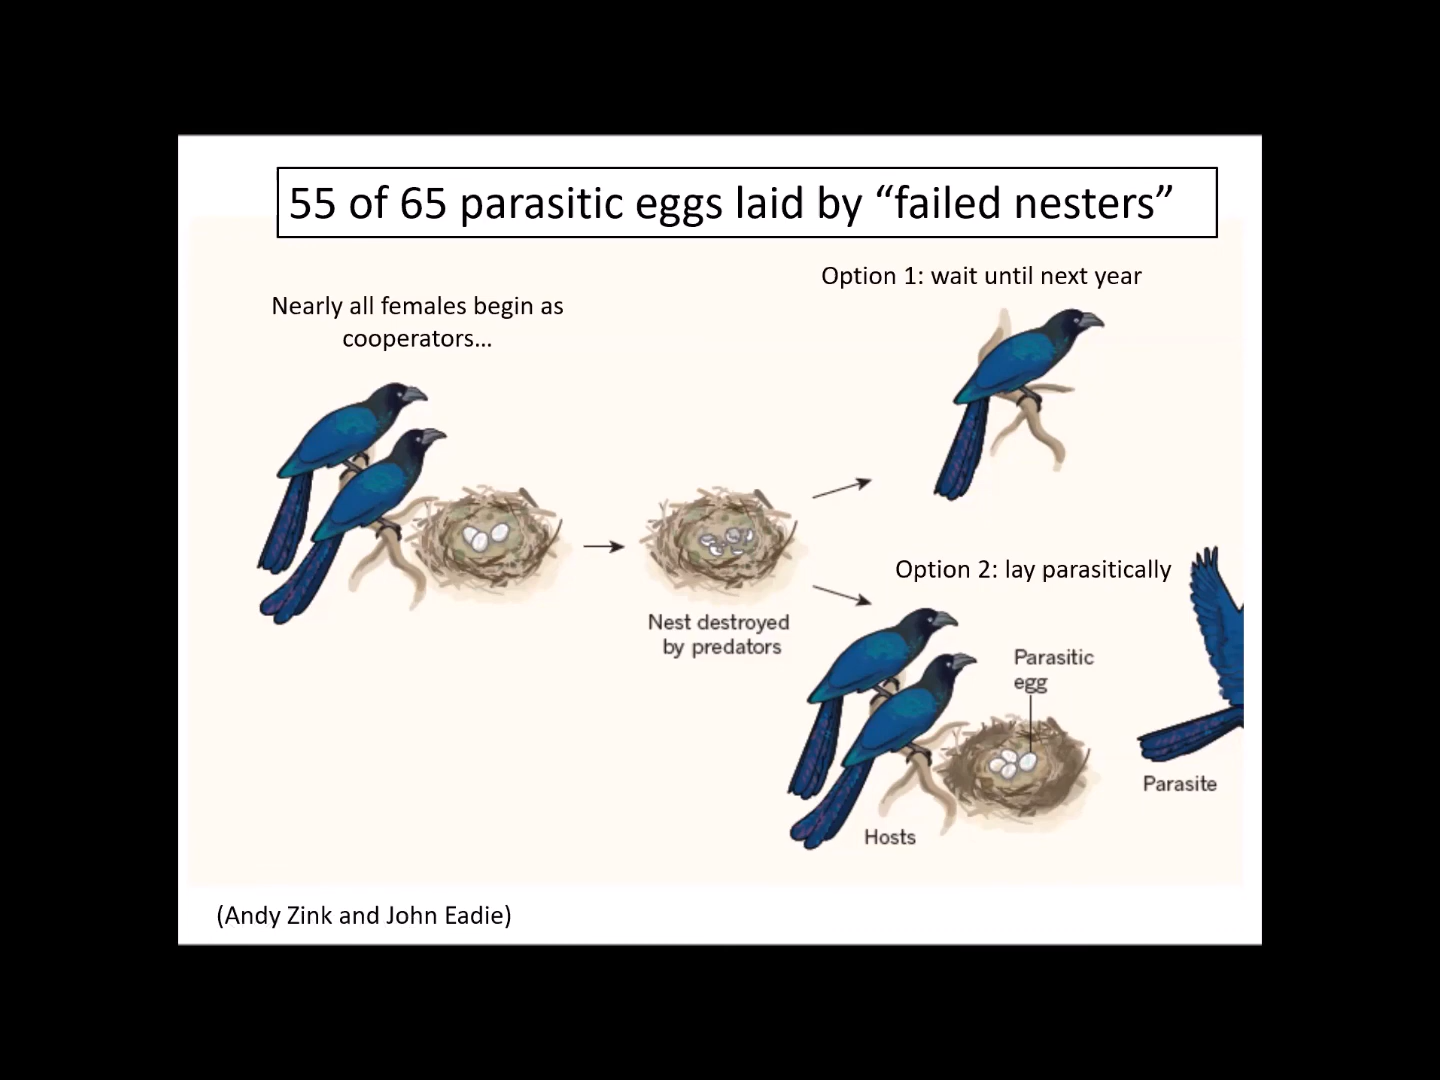 55 of 65 parasitic eggs laid by “failed nesters”
Option 1: wait until next year
Nearly all females begin as
cooperators...
Option 2: lay parasitically
Nest destroyed
by predators
Parasitic
egg
Parasite
Hosts
(Andy Zink and John Eadie)